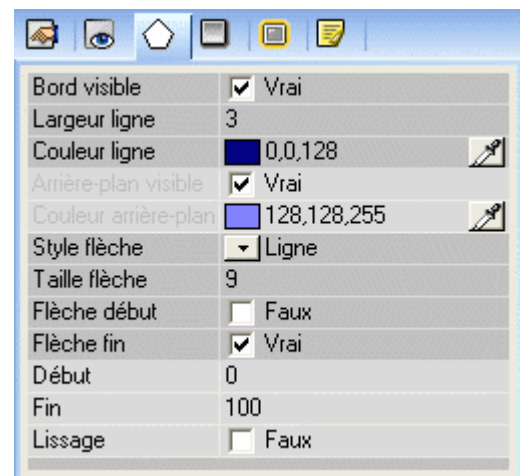 Bord visible Vrai
Largeur ligne 3
Couleur ligne 0,0,128
Arrière-plan visible Vrai
Couleur arrière-plan 128,128,255
Style flèche Ligne
Taille flèche 9
Flèche début Faux
Flèche fin Vrai
Début 0
Fin 100
Lissage Faux